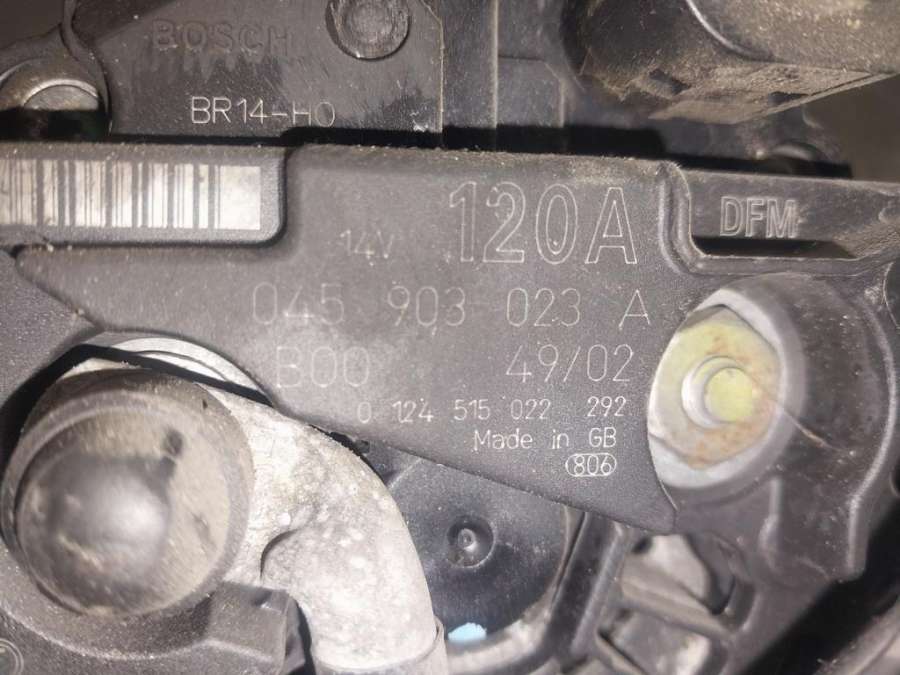 BOSCH
BR14-HO
14V 120A
DFM
045 903 023 A
B00 49/02
0 124 515 022 292
Made in GB
806